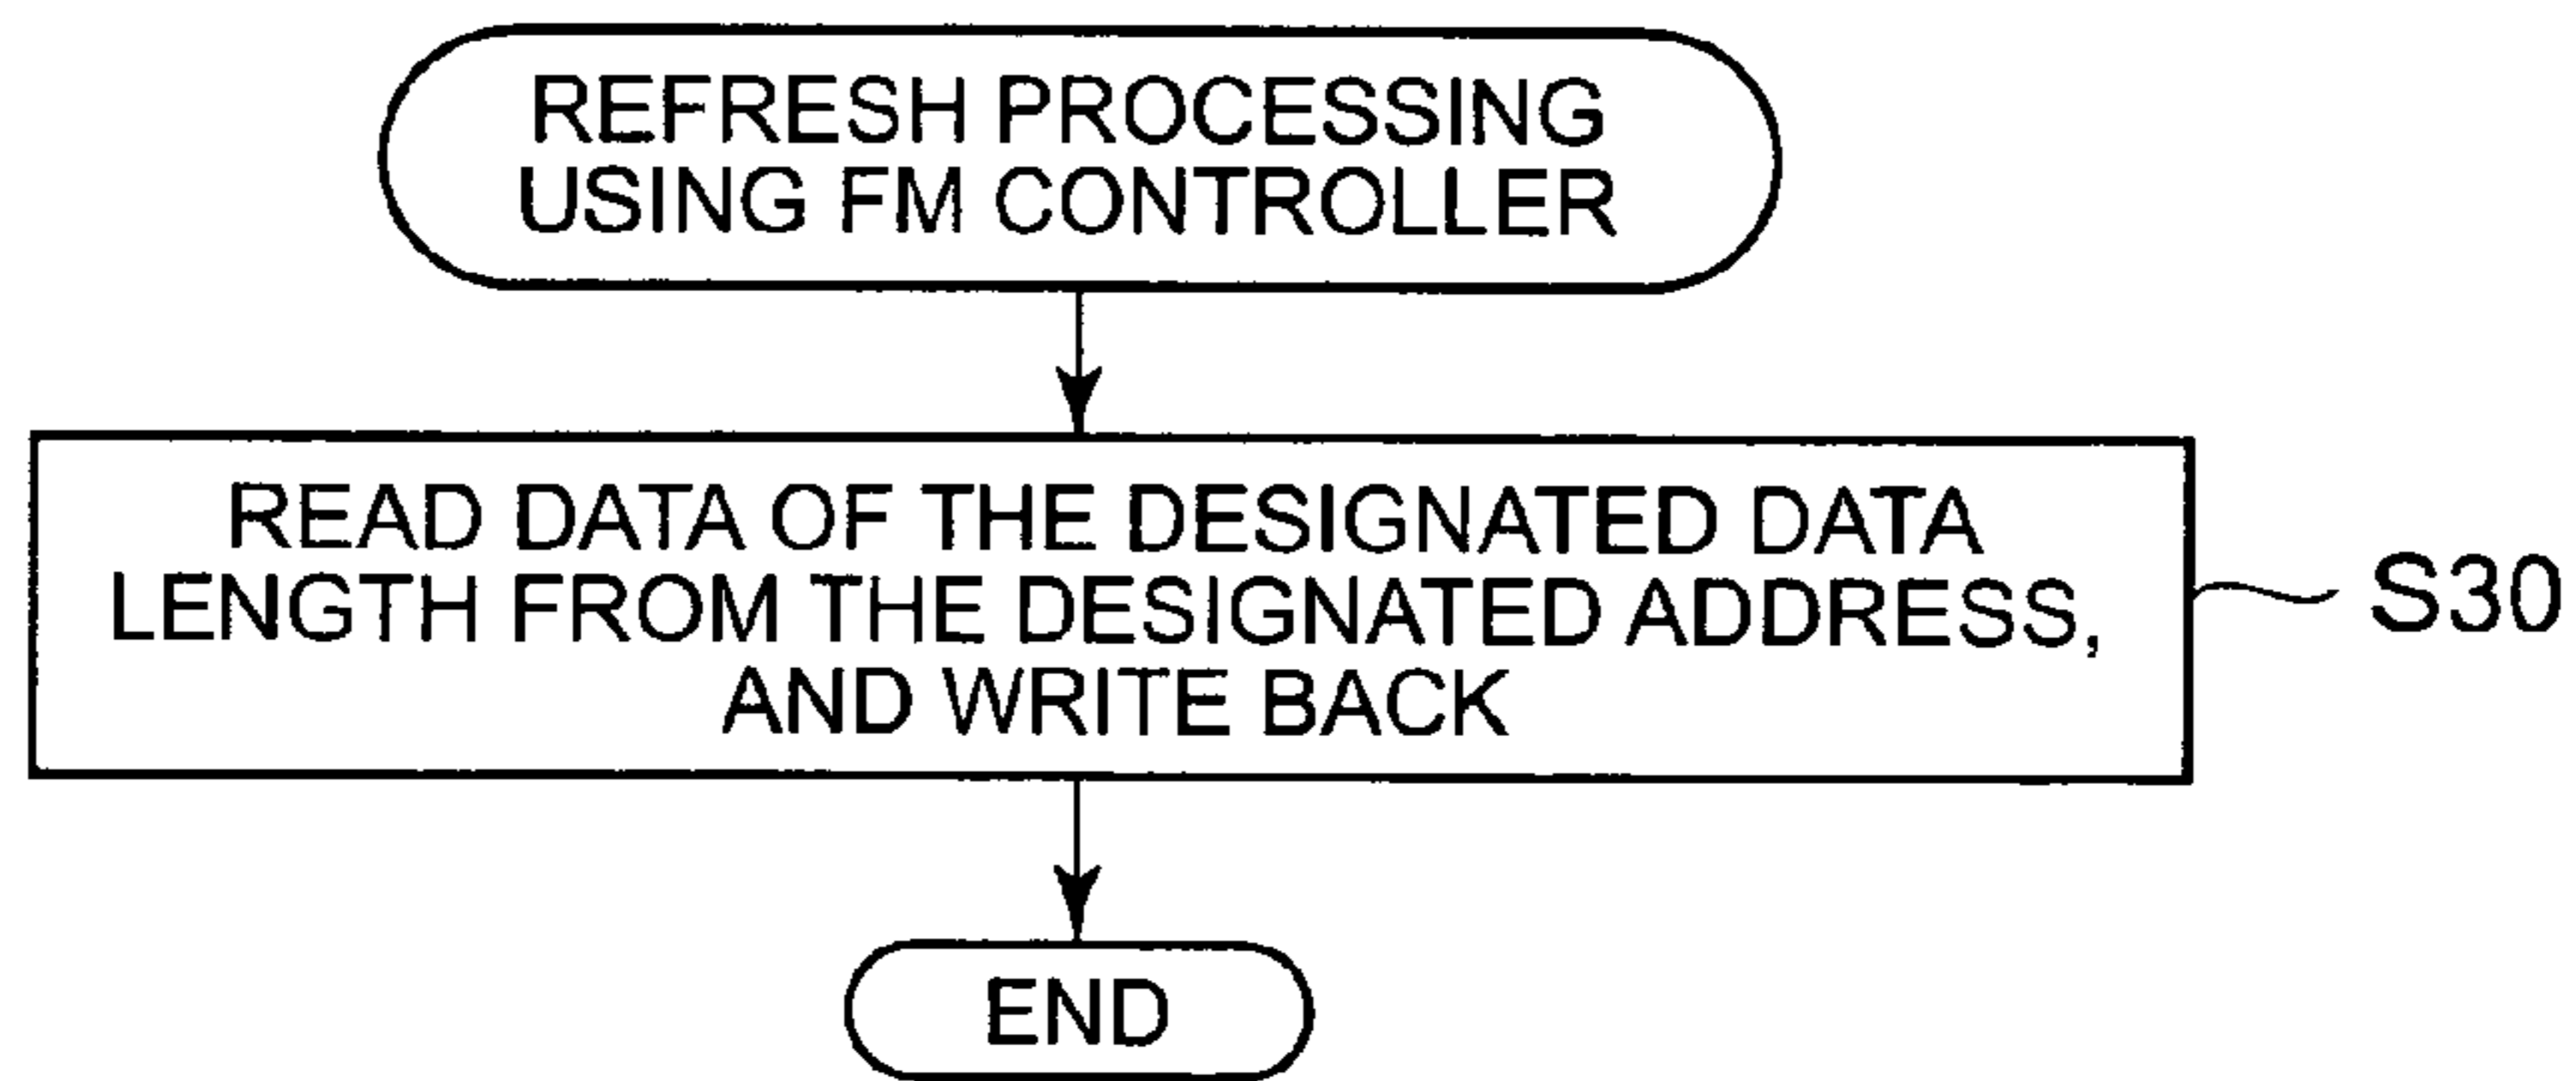 REFRESH PROCESSING
USING FM CONTROLLER
READ DATA OF THE DESIGNATED DATA
LENGTH FROM THE DESIGNATED ADDRESS,
AND WRITE BACK
S30
END